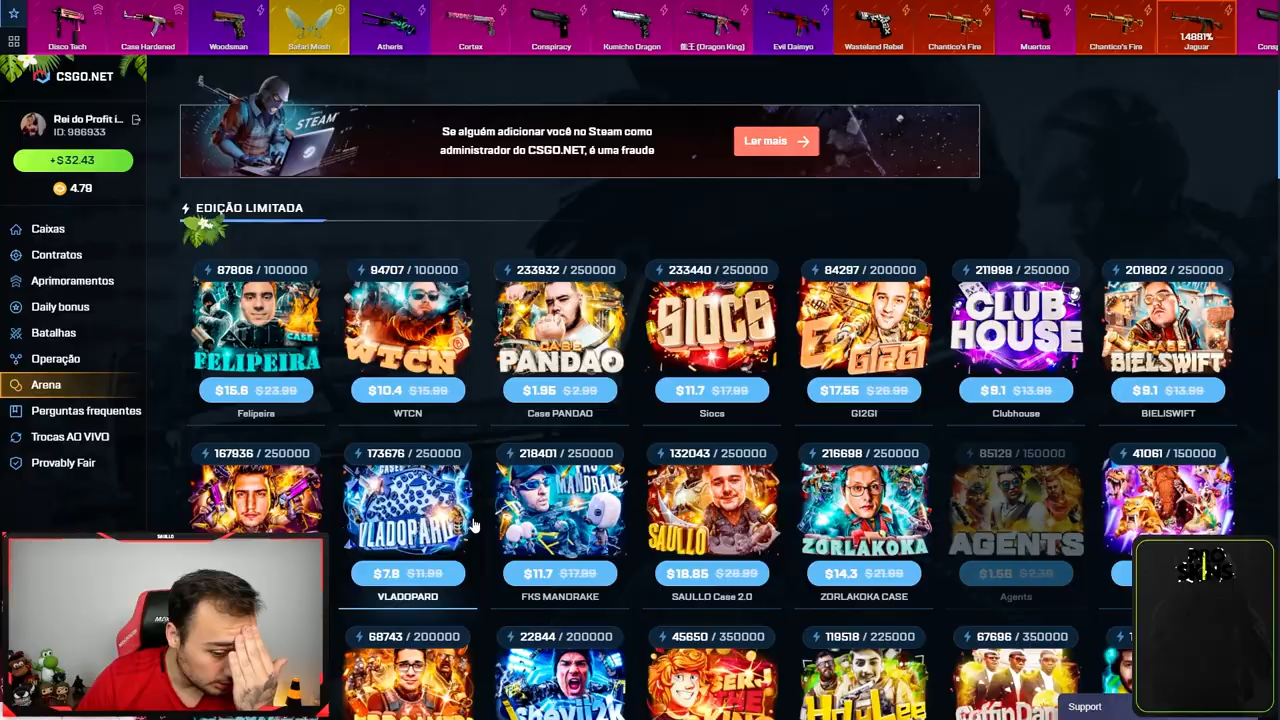 Disco Tech
Case Hardened
Woodsman
Safari Mesh
Atheris
Cortex
Conspiracy
Kumicho Dragon
龍王 (Dragon King)
Evil Daimyo
Wasteland Rebel
Chantico's Fire
Muertos
Chantico's Fire
1.4881%
Jaguar
CSGO.NET
Rei do Profit i...
ID: 986933
+$ 32.43
4.79
Caixas
Contratos
Aprimoramentos
Daily bonus
Batalhas
Operação
Arena
Perguntas frequentes
Trocas AO VIVO
Provably Fair
STEAM
Se alguém adicionar você no Steam como
administrador do CSGO.NET, é uma fraude
Ler mais
EDIÇÃO LIMITADA
87806 / 100000
94707 / 100000
233932 / 250000
233440 / 250000
84297 / 200000
211998 / 250000
201802 / 250000
CASE
FELIPEIRA
WTCN
CASE
PANDAO
SIOCS
GI2GI
CLUB
HOUSE
CASE
BIELSWIFT
$15.6 $23.99
$10.4 $15.99
$1.95 $2.99
$11.7 $17.99
$17.55 $26.99
$9.1 $13.99
$9.1 $13.99
Felipeira
WTCN
Case PANDAO
Siocs
GI2GI
Clubhouse
BIELISWIFT
167936 / 250000
173676 / 250000
218401 / 250000
132043 / 250000
216698 / 250000
85129 / 150000
41061 / 150000
VLADOPARD
MANDRAKE
SAULLO
ZORLAKOKA
AGENTS
$7.8 $11.99
$11.7 $17.99
$18.85 $28.99
$14.3 $21.99
$1.56 $2.38
VLADOPARD
FKS MANDRAKE
SAULLO Case 2.0
ZORLAKOKA CASE
Agents
68743 / 200000
22844 / 200000
45650 / 350000
118518 / 225000
67696 / 350000
SAULLO
Support